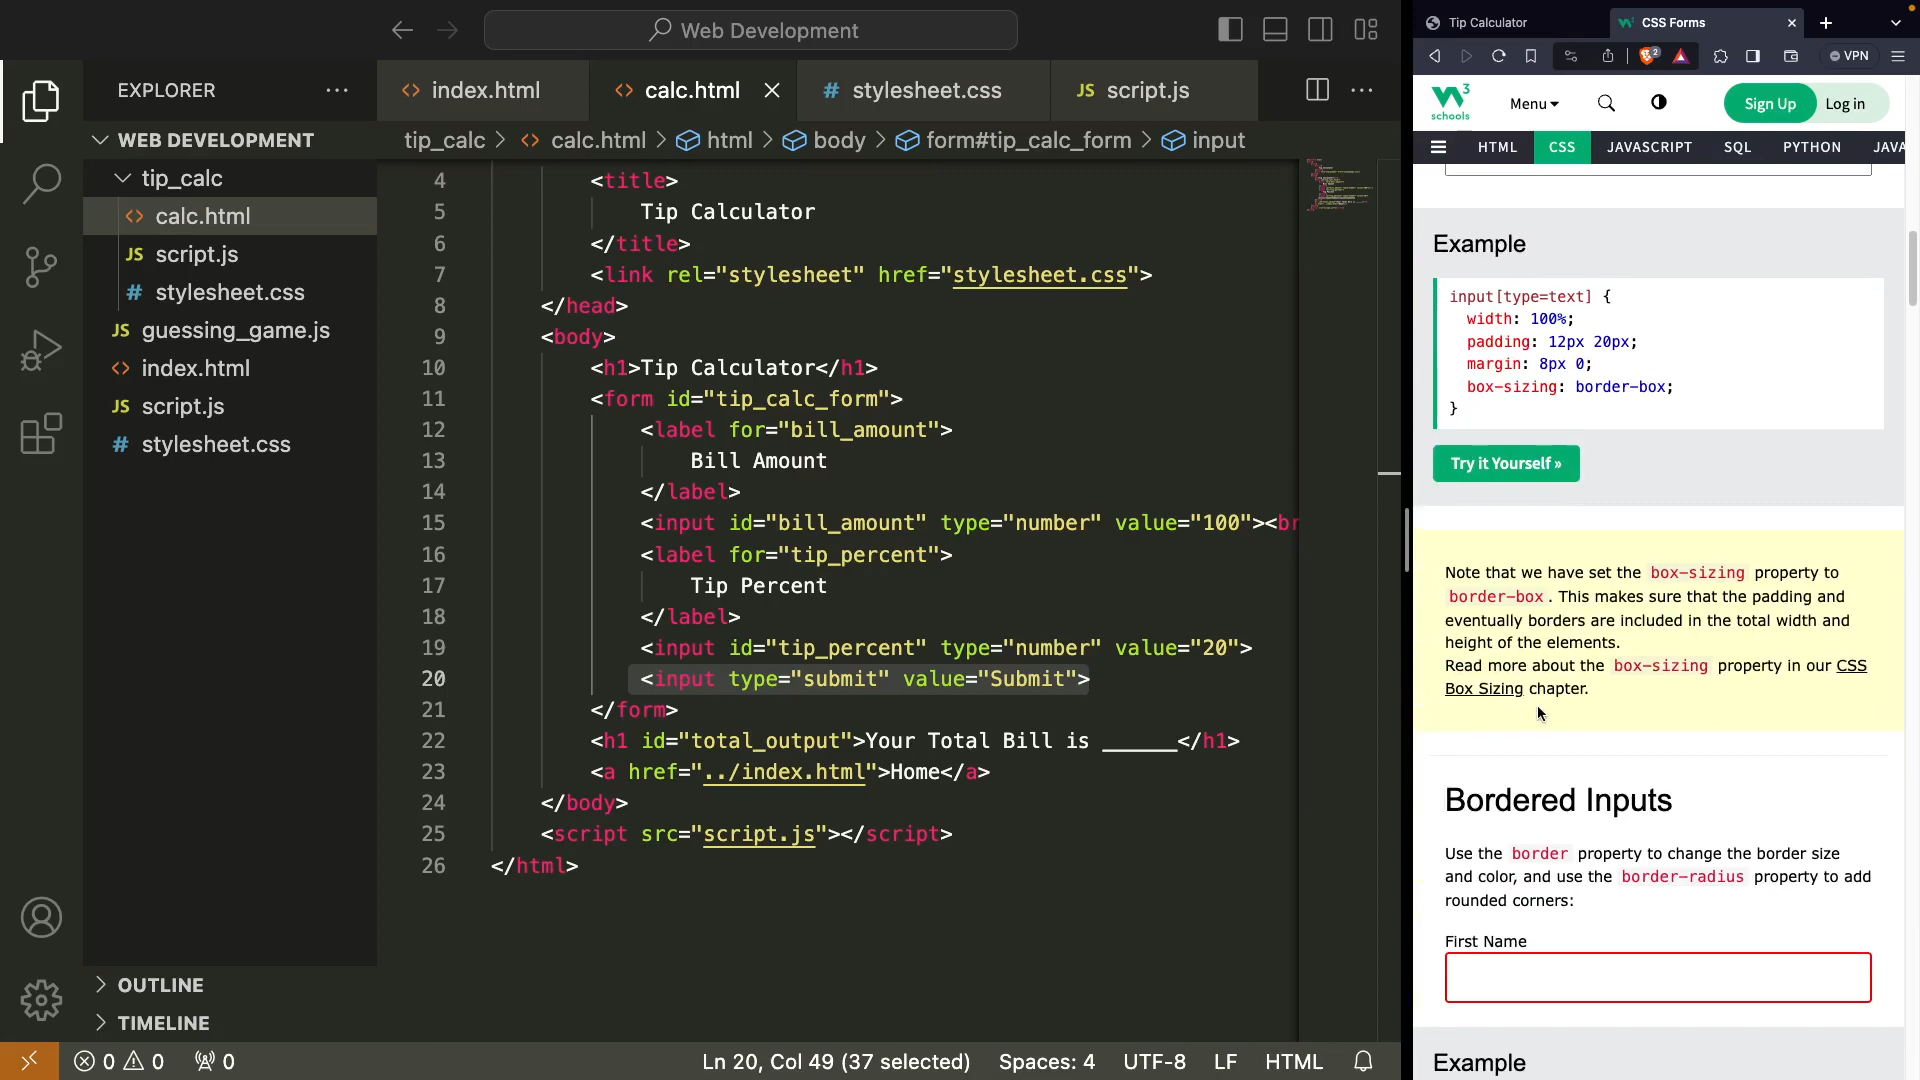 Web Development
EXPLORER
WEB DEVELOPMENT
tip_calc
calc.html
JS script.js
# stylesheet.css
JS guessing_game.js
index.html
JS script.js
# stylesheet.css
OUTLINE
TIMELINE
index.html
calc.html
# stylesheet.css
JS script.js
tip_calc > calc.html > html > body > form#tip_calc_form > input
4 <title>
5 Tip Calculator
6 </title>
7 <link rel="stylesheet" href="stylesheet.css">
8 </head>
9 <body>
10 <h1>Tip Calculator</h1>
11 <form id="tip_calc_form">
12 <label for="bill_amount">
13 Bill Amount
14 </label>
15 <input id="bill_amount" type="number" value="100"><br
16 <label for="tip_percent">
17 Tip Percent
18 </label>
19 <input id="tip_percent" type="number" value="20">
20 <input type="submit" value="Submit">
21 </form>
22 <h1 id="total_output">Your Total Bill is ______</h1>
23 <a href="../index.html">Home</a>
24 </body>
25 <script src="script.js"></script>
26 </html>
0 0 0
Ln 20, Col 49 (37 selected) Spaces: 4 UTF-8 LF HTML
Tip Calculator
CSS Forms
2
VPN
W3 schools
Menu
Sign Up
Log in
HTML CSS JAVASCRIPT SQL PYTHON JAVA
Example
input[type=text] {
width: 100%;
padding: 12px 20px;
margin: 8px 0;
box-sizing: border-box;
}
Try it Yourself »
Note that we have set the box-sizing property to
border-box. This makes sure that the padding and
eventually borders are included in the total width and
height of the elements.
Read more about the box-sizing property in our CSS
Box Sizing chapter.
Bordered Inputs
Use the border property to change the border size
and color, and use the border-radius property to add
rounded corners:
First Name
Example